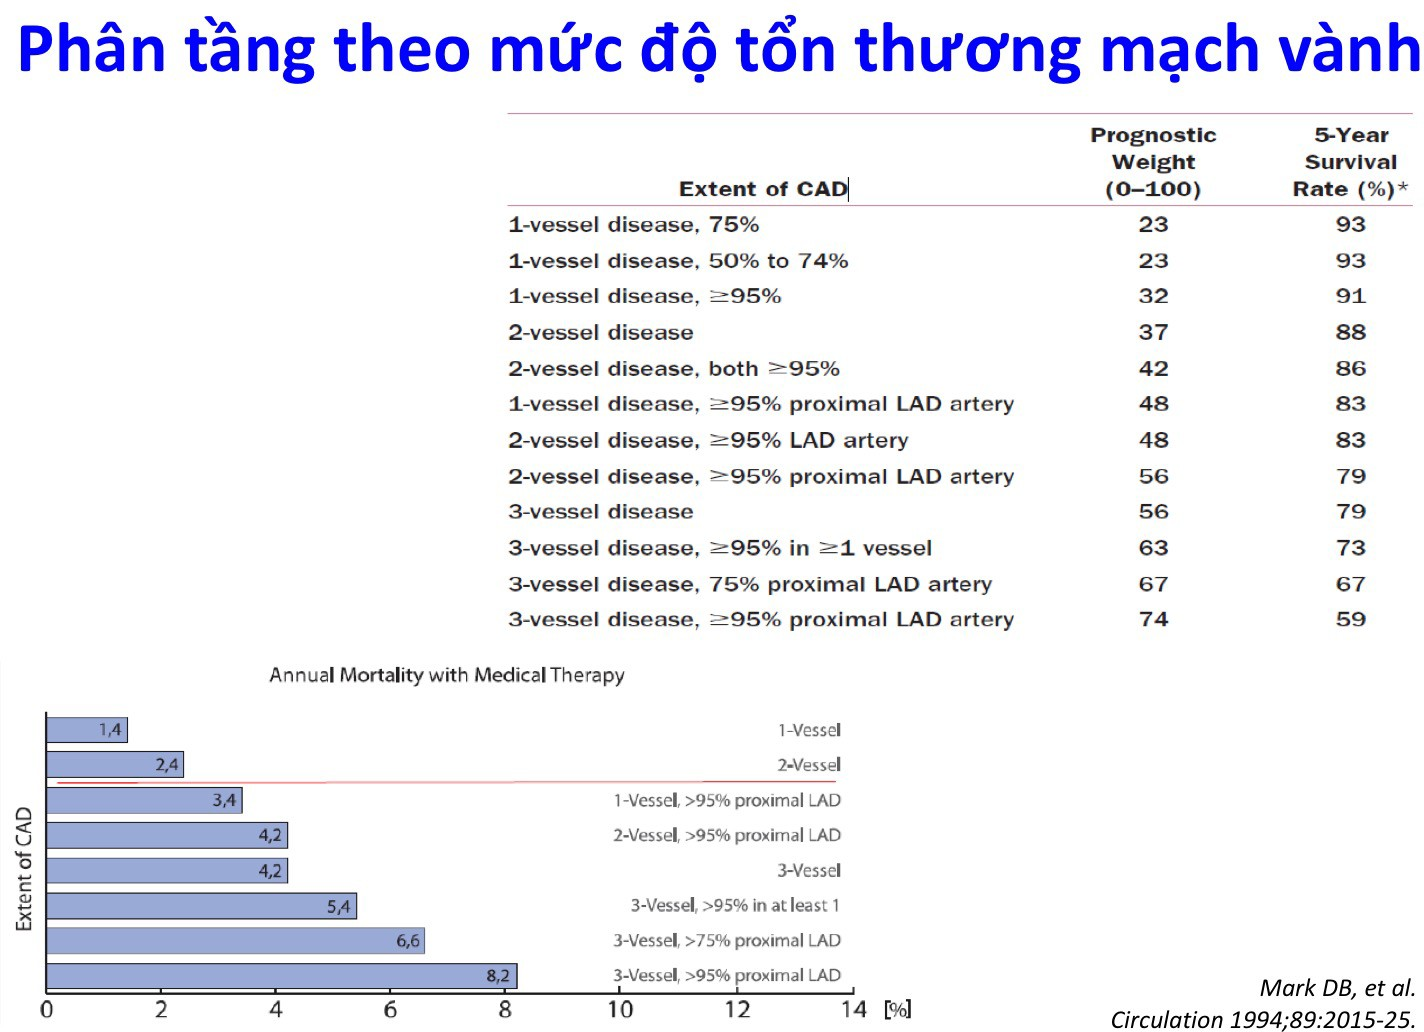 Phân tầng theo mức độ tổn thương mạch vành
Extent of CAD Prognostic Weight (0–100) 5-Year Survival Rate (%)*
1-vessel disease, 75% 23 93
1-vessel disease, 50% to 74% 23 93
1-vessel disease, ≥95% 32 91
2-vessel disease 37 88
2-vessel disease, both ≥95% 42 86
1-vessel disease, ≥95% proximal LAD artery 48 83
2-vessel disease, ≥95% LAD artery 48 83
2-vessel disease, ≥95% proximal LAD artery 56 79
3-vessel disease 56 79
3-vessel disease, ≥95% in ≥1 vessel 63 73
3-vessel disease, 75% proximal LAD artery 67 67
3-vessel disease, ≥95% proximal LAD artery 74 59
Annual Mortality with Medical Therapy
Extent of CAD
1,4 1-Vessel
2,4 2-Vessel
3,4 1-Vessel, >95% proximal LAD
4,2 2-Vessel, >95% proximal LAD
4,2 3-Vessel
5,4 3-Vessel, >95% in at least 1
6,6 3-Vessel, >75% proximal LAD
8,2 3-Vessel, >95% proximal LAD
0 2 4 6 8 10 12 14 [%]
Mark DB, et al.
Circulation 1994;89:2015-25.